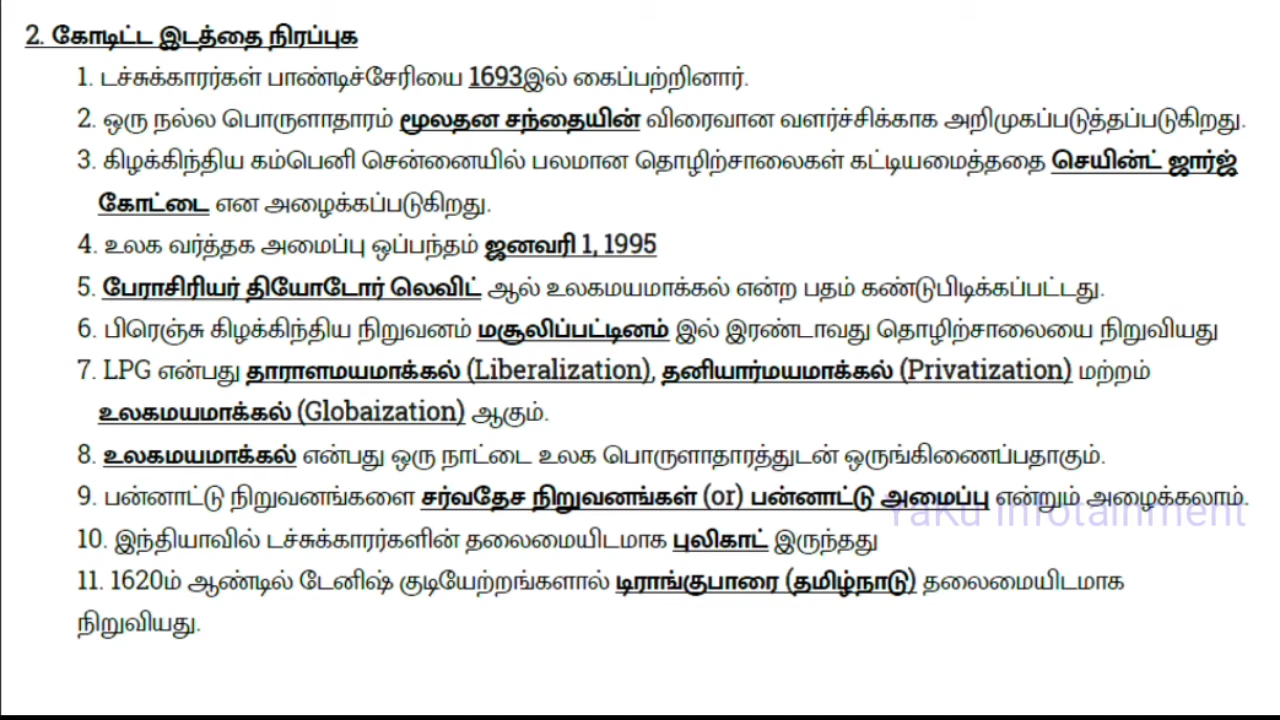 2. கோடிட்ட இடத்தை நிரப்புக
1. டச்சுக்காரர்கள் பாண்டிச்சேரியை 1693இல் கைப்பற்றினார்.
2. ஒரு நல்ல பொருளாதாரம் மூலதன சந்தையின் விரைவான வளர்ச்சிக்காக அறிமுகப்படுத்தப்படுகிறது.
3. கிழக்கிந்திய கம்பெனி சென்னையில் பலமான தொழிற்சாலைகள் கட்டியமைத்ததை செயின்ட் ஜார்ஜ்
கோட்டை என அழைக்கப்படுகிறது.
4. உலக வர்த்தக அமைப்பு ஒப்பந்தம் ஜனவரி 1, 1995
5. பேராசிரியர் தியோடோர் லெவிட் ஆல் உலகமயமாக்கல் என்ற பதம் கண்டுபிடிக்கப்பட்டது.
6. பிரெஞ்சு கிழக்கிந்திய நிறுவனம் மசூலிப்பட்டினம் இல் இரண்டாவது தொழிற்சாலையை நிறுவியது
7. LPG என்பது தாராளமயமாக்கல் (Liberalization), தனியார்மயமாக்கல் (Privatization) மற்றம்
உலகமயமாக்கல் (Globaization) ஆகும்.
8. உலகமயமாக்கல் என்பது ஒரு நாட்டை உலக பொருளாதாரத்துடன் ஒருங்கிணைப்பதாகும்.
9. பன்னாட்டு நிறுவனங்களை சர்வதேச நிறுவனங்கள் (or) பன்னாட்டு அமைப்பு என்றும் அழைக்கலாம்.
Yaku Infotainment
10. இந்தியாவில் டச்சுக்காரர்களின் தலைமையிடமாக புலிகாட் இருந்தது
11. 1620ம் ஆண்டில் டேனிஷ் குடியேற்றங்களால் டிராங்குபாரை (தமிழ்நாடு) தலைமையிடமாக
நிறுவியது.